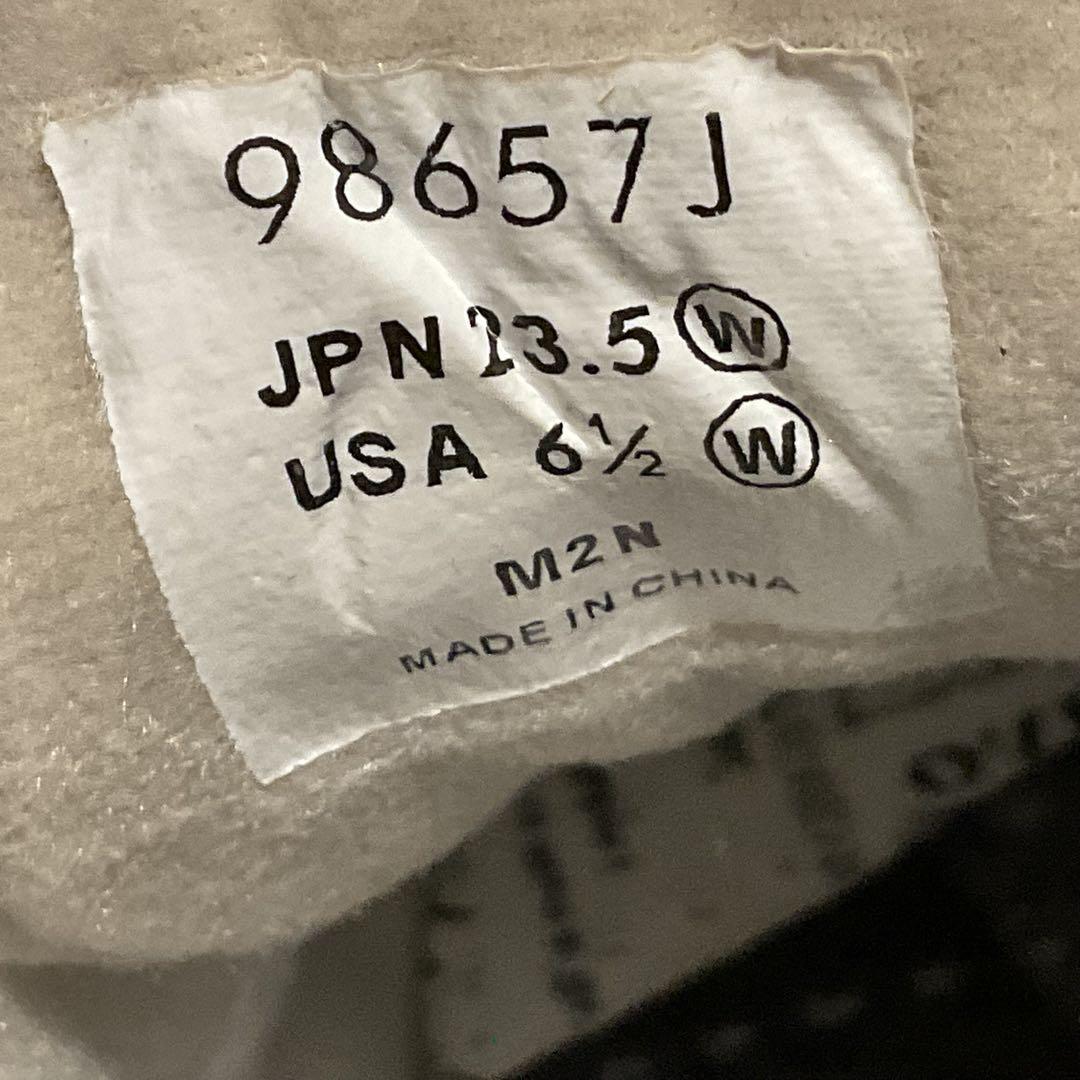 98657J
JPN 23.5 Ⓦ
USA 6½ Ⓦ
M2N
MADE IN CHINA